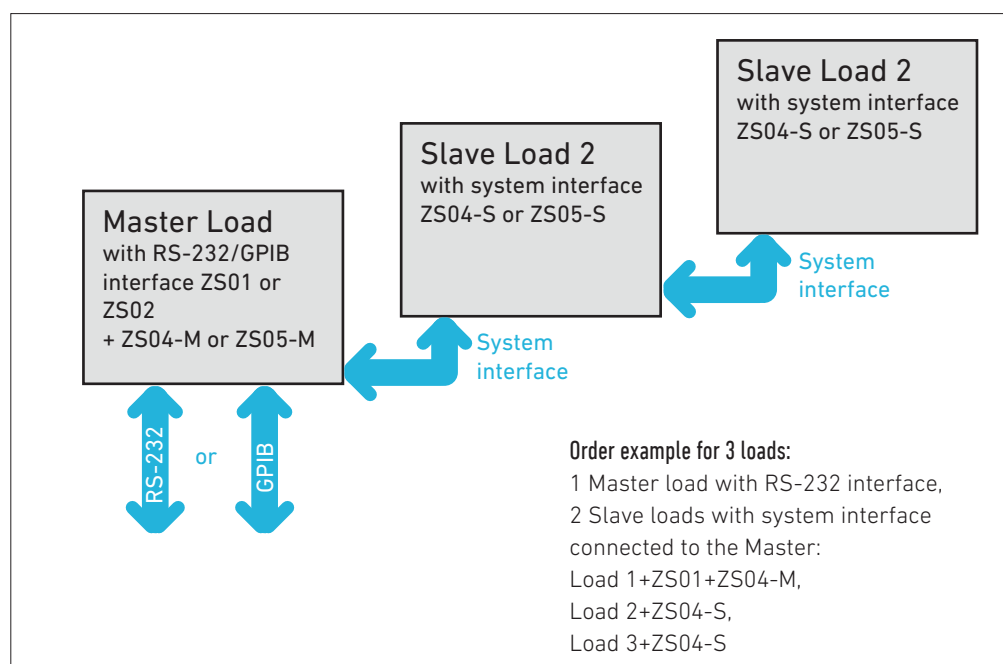 Slave Load 2
with system interface
ZS04-S or ZS05-S
Slave Load 2
with system interface
ZS04-S or ZS05-S
Master Load
with RS-232/GPIB
interface ZS01 or
ZS02
+ ZS04-M or ZS05-M
System
interface
System
interface
RS-232
or
GPIB
Order example for 3 loads:
1 Master load with RS-232 interface,
2 Slave loads with system interface
connected to the Master:
Load 1+ZS01+ZS04-M,
Load 2+ZS04-S,
Load 3+ZS04-S